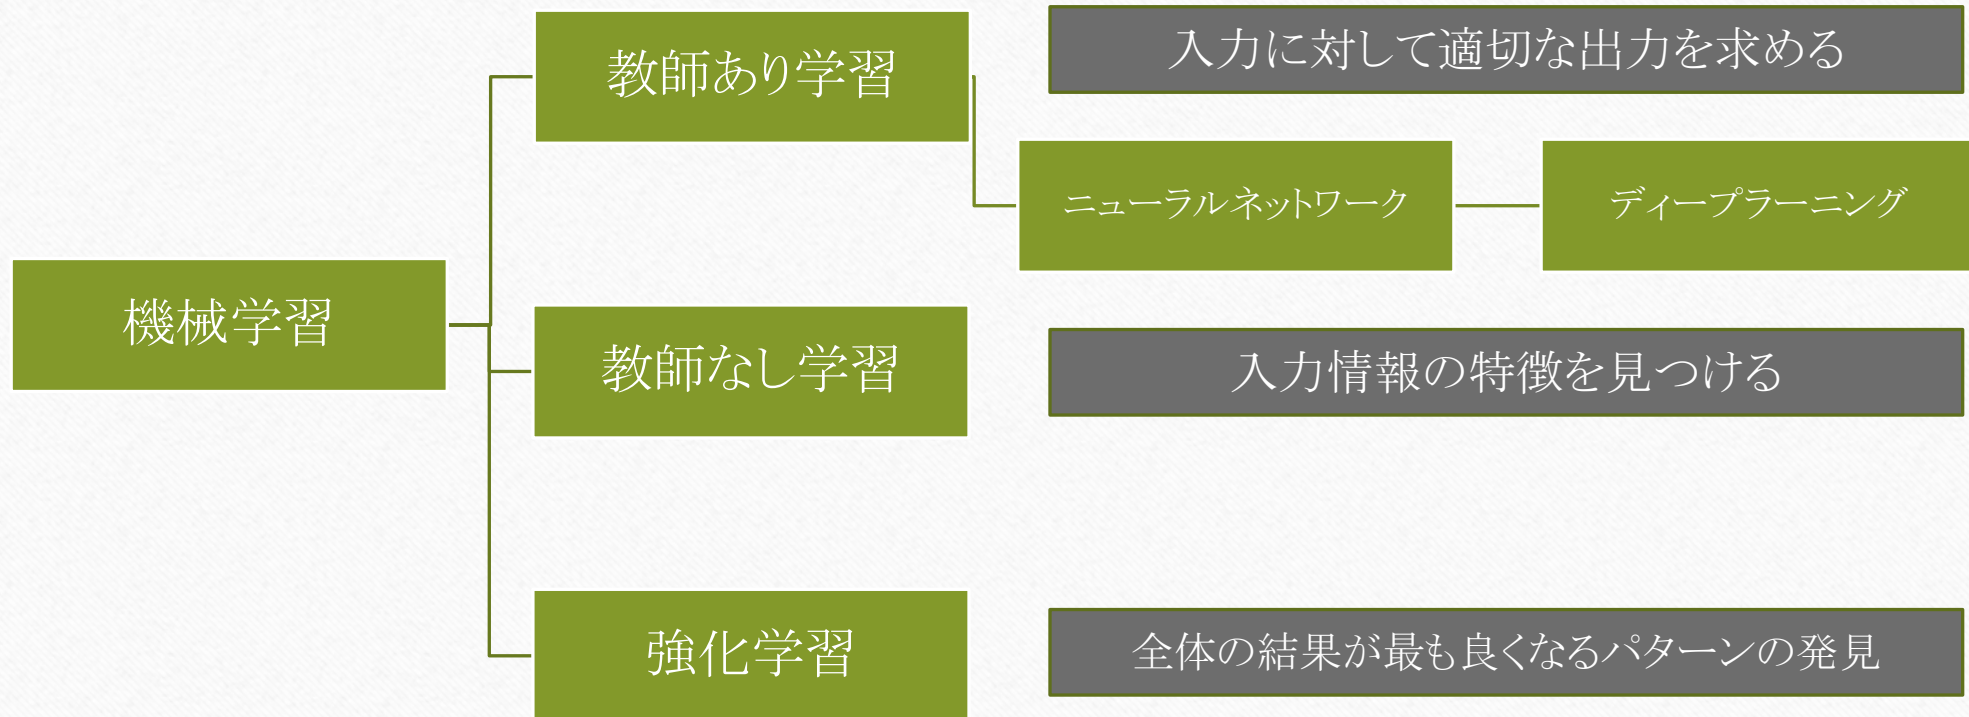 機械学習
教師あり学習
入力に対して適切な出力を求める
ニューラルネットワーク
ディープラーニング
教師なし学習
入力情報の特徴を見つける
強化学習
全体の結果が最も良くなるパターンの発見